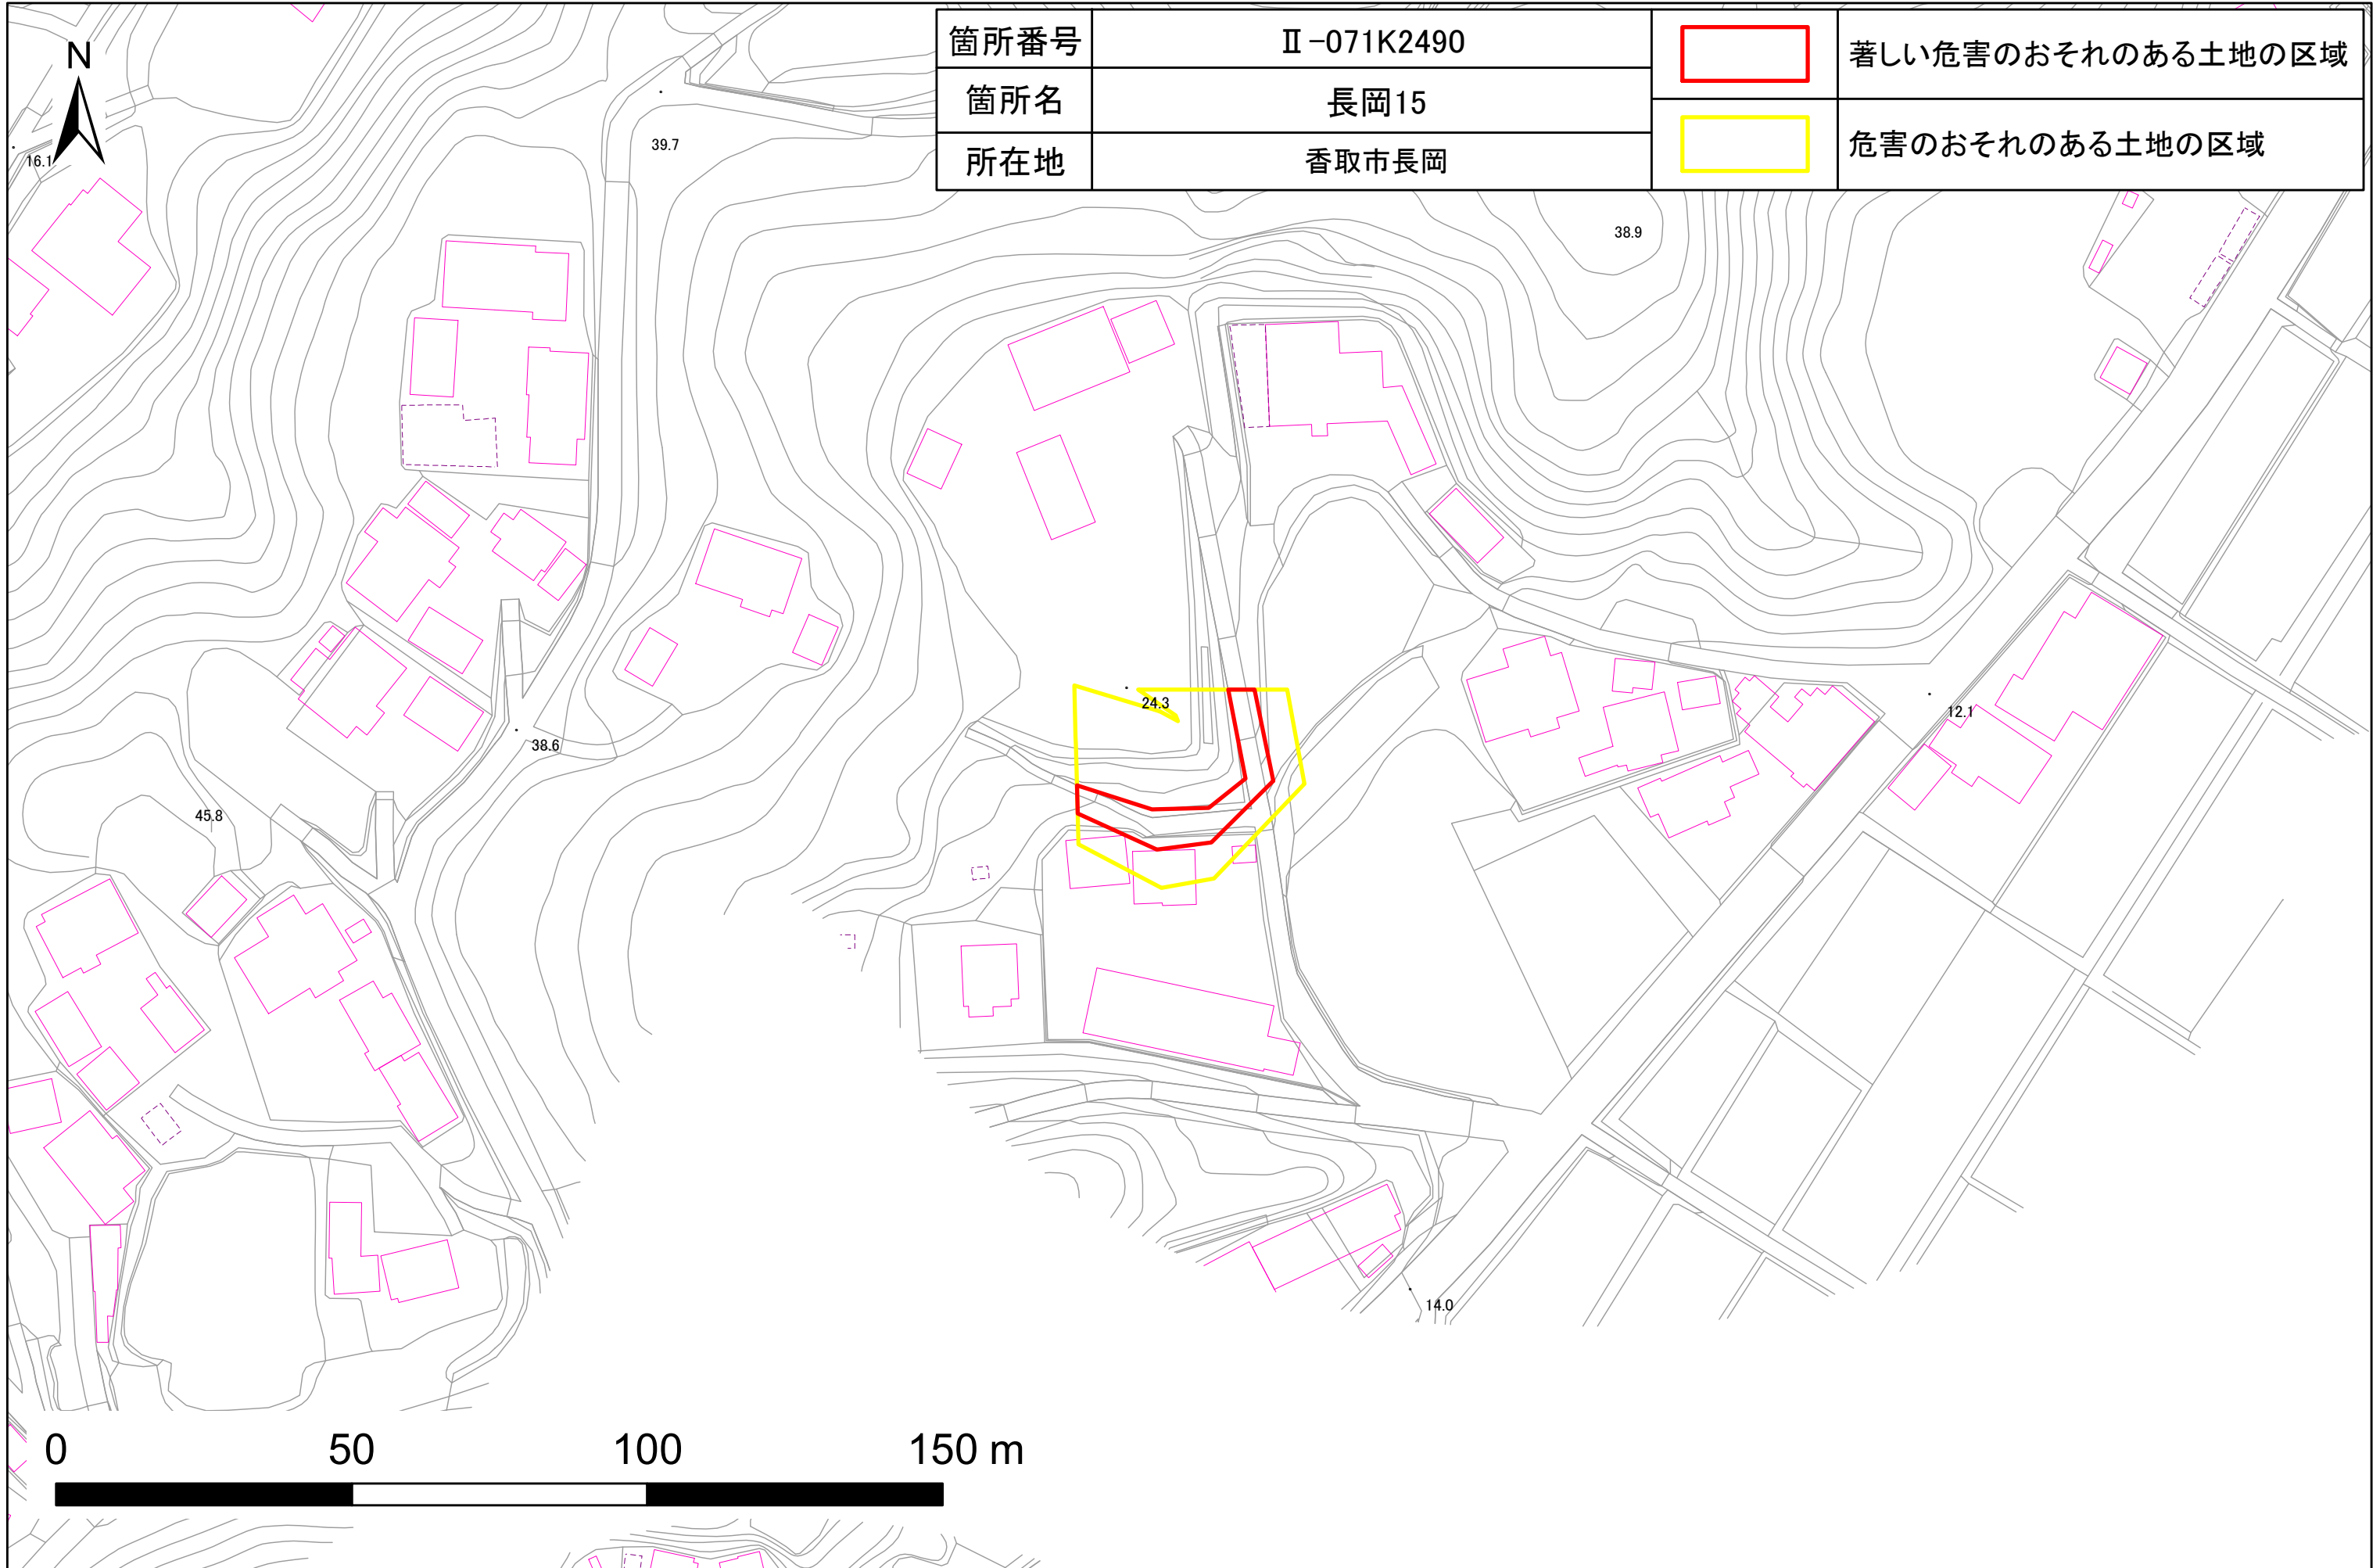 箇所番号 Ⅱ-071K2490
箇所名 長岡15
所在地 香取市長岡
著しい危害のおそれのある土地の区域
危害のおそれのある土地の区域
N
16.1
39.7
38.9
24.3
12.1
38.6
45.8
14.0
0 50 100 150 m